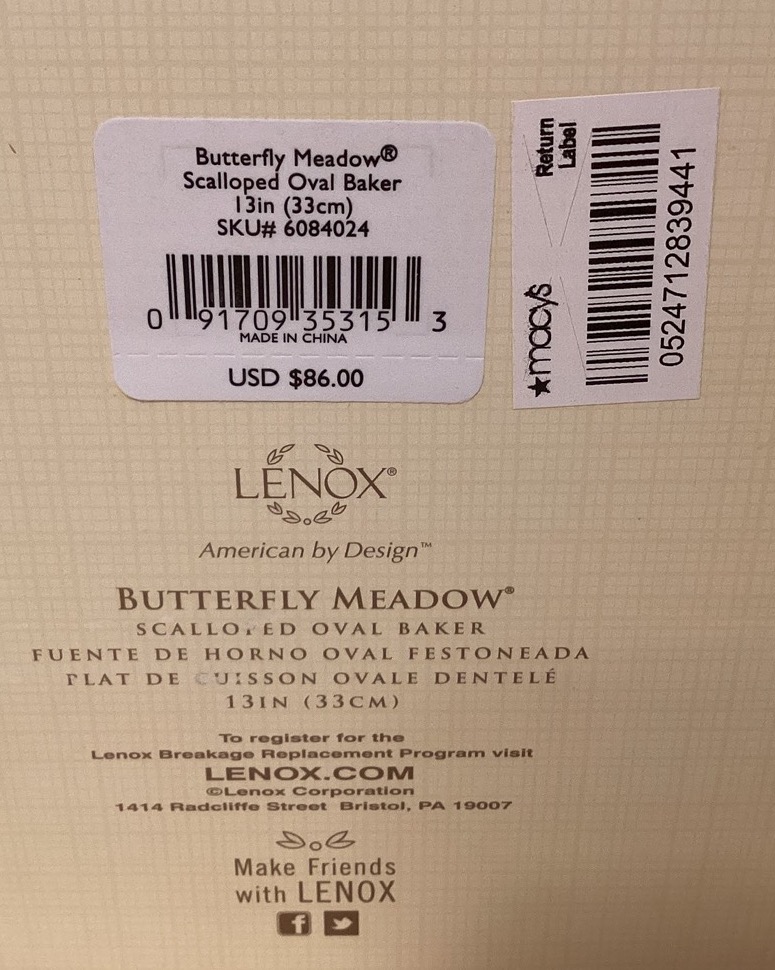 Butterfly Meadow®
Scalloped Oval Baker
13in (33cm)
SKU# 6084024
0 91709 35315 3
MADE IN CHINA
USD $86.00
Return
Label
★macy's
0524712839441
LENOX®
American by Design™
BUTTERFLY MEADOW®
SCALLOPED OVAL BAKER
FUENTE DE HORNO OVAL FESTONEADA
PLAT DE CUISSON OVALE DENTELÉ
13IN (33CM)
To register for the
Lenox Breakage Replacement Program visit
LENOX.COM
©Lenox Corporation
1414 Radcliffe Street Bristol, PA 19007
Make Friends
with LENOX
f